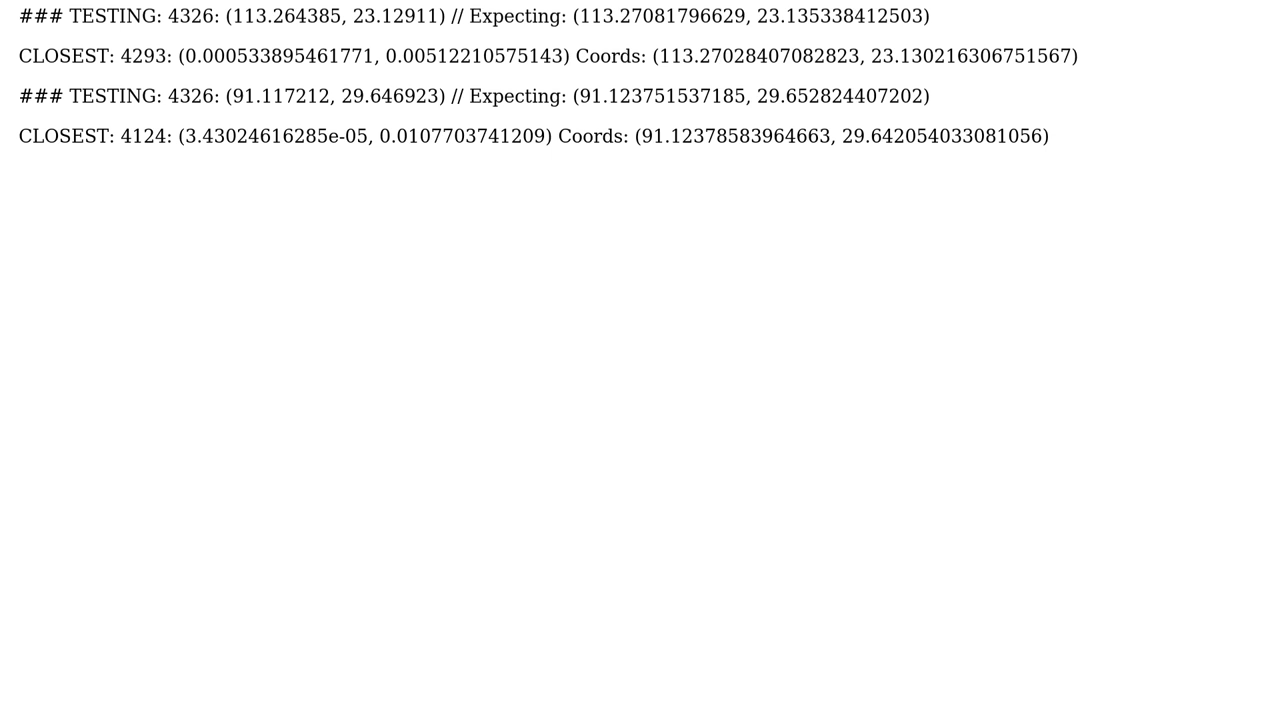 ### TESTING: 4326: (113.264385, 23.12911) // Expecting: (113.27081796629, 23.135338412503)
CLOSEST: 4293: (0.000533895461771, 0.00512210575143) Coords: (113.27028407082823, 23.130216306751567)
### TESTING: 4326: (91.117212, 29.646923) // Expecting: (91.123751537185, 29.652824407202)
CLOSEST: 4124: (3.43024616285e-05, 0.0107703741209) Coords: (91.12378583964663, 29.642054033081056)